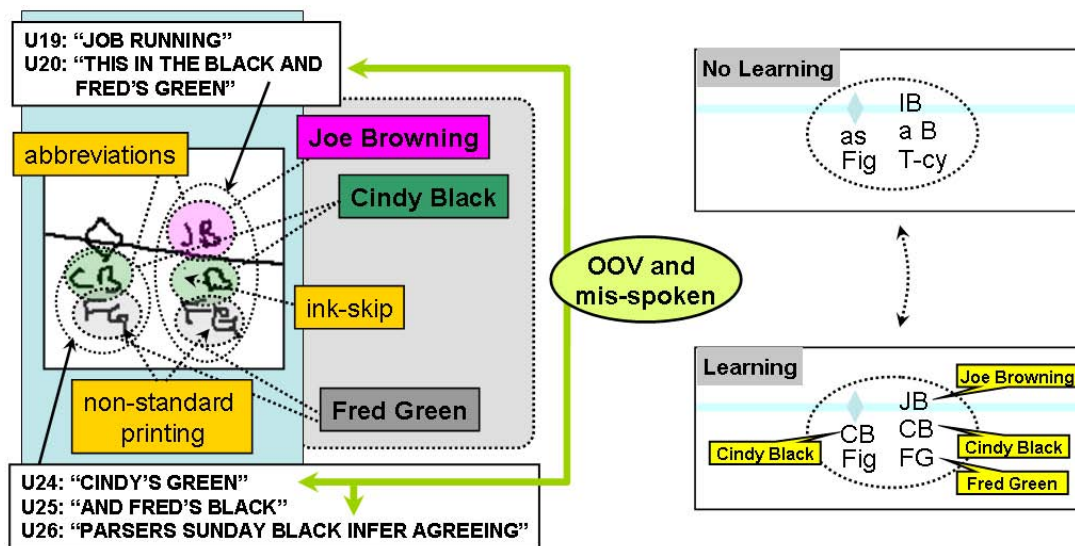 U19: “JOB RUNNING”
U20: “THIS IN THE BLACK AND
FRED’S GREEN”
abbreviations
Joe Browning
Cindy Black
JB
CB
FG
ink-skip
non-standard
printing
Fred Green
OOV and
mis-spoken
U24: “CINDY’S GREEN”
U25: “AND FRED’S BLACK”
U26: “PARSERS SUNDAY BLACK INFER AGREEING”
No Learning
IB
as
a B
Fig
T-cy
Learning
Joe Browning
JB
CB
CB
Cindy Black
Cindy Black
Fig
FG
Fred Green